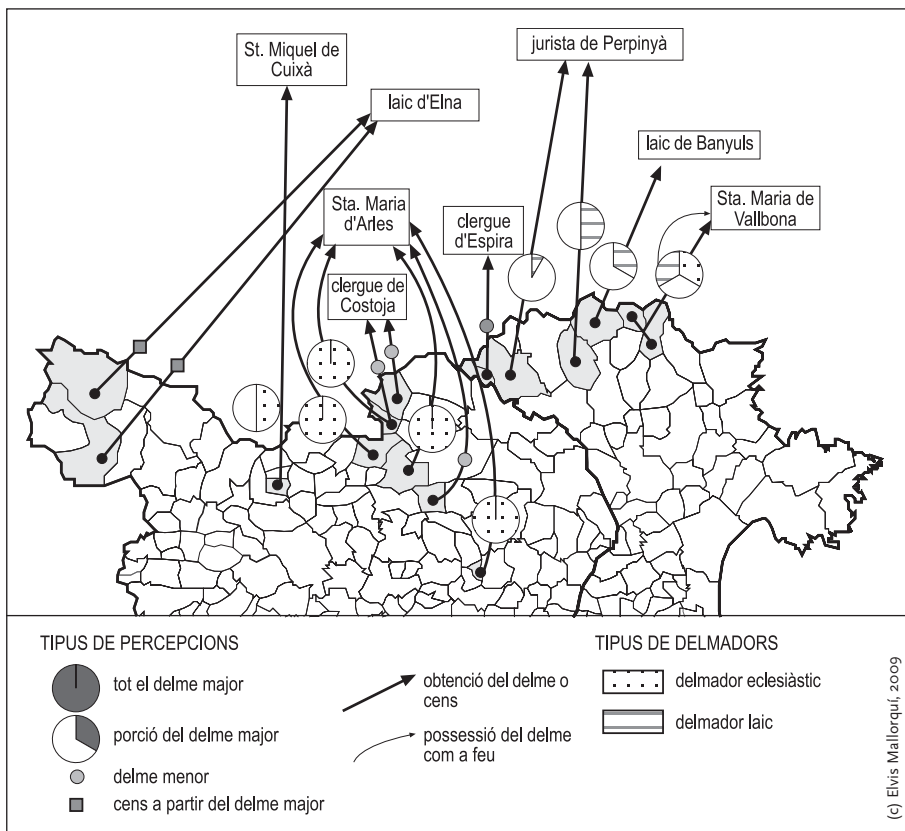 St. Miquel de
Cuixà
jurista de Perpinyà
laic d'Elna
laic de Banyuls
Sta. Maria
d'Arles
clergue
d'Espira
Sta. Maria de
Vallbona
clergue de
Costoja
TIPUS DE PERCEPCIONS
tot el delme major
porció del delme major
delme menor
cens a partir del delme major
obtenció del delme o
cens
possessió del delme
com a feu
TIPUS DE DELMADORS
delmador eclesiàstic
delmador laic
(c) Elvis Mallorquí, 2009